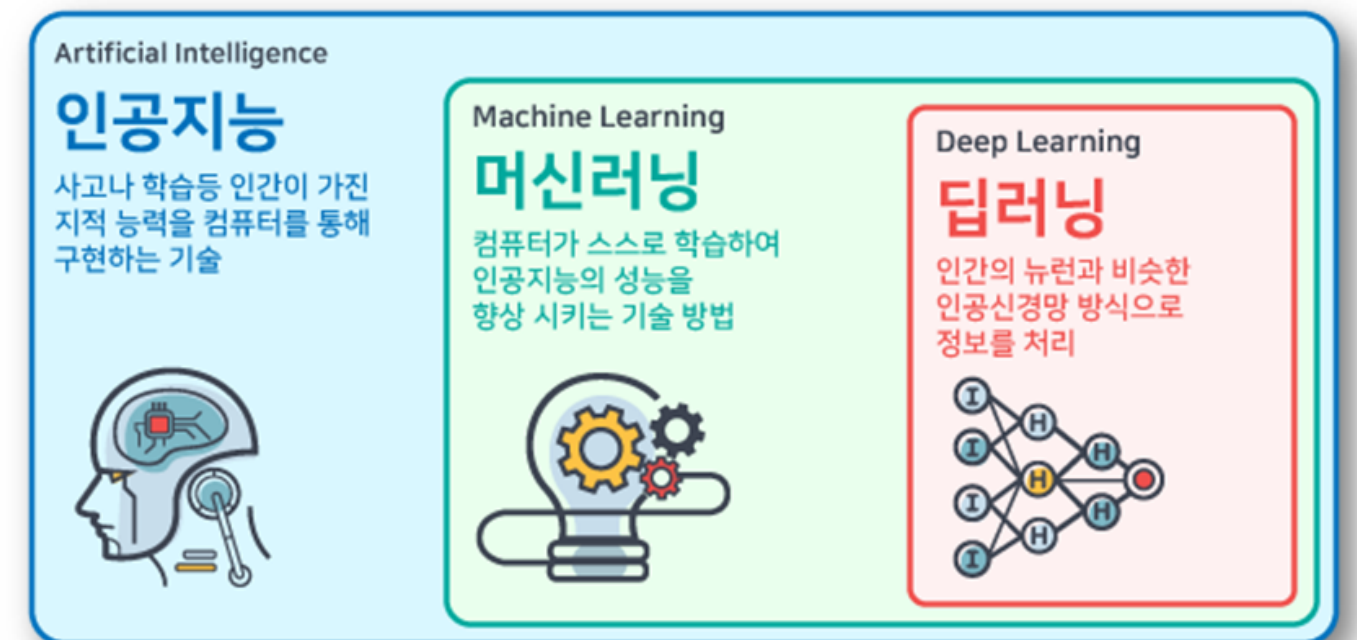 Artificial Intelligence
인공지능
사고나 학습등 인간이 가진
지적 능력을 컴퓨터를 통해
구현하는 기술
Machine Learning
머신러닝
컴퓨터가 스스로 학습하여
인공지능의 성능을
향상 시키는 기술 방법
Deep Learning
딥러닝
인간의 뉴런과 비슷한
인공신경망 방식으로
정보를 처리
I
H
I
H
H
I
H
H
I